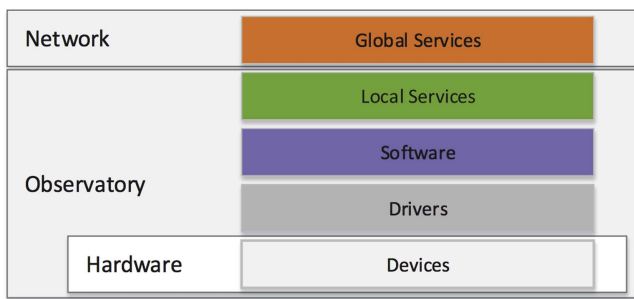 Network
Global Services
Local Services
Software
Observatory
Drivers
Hardware
Devices